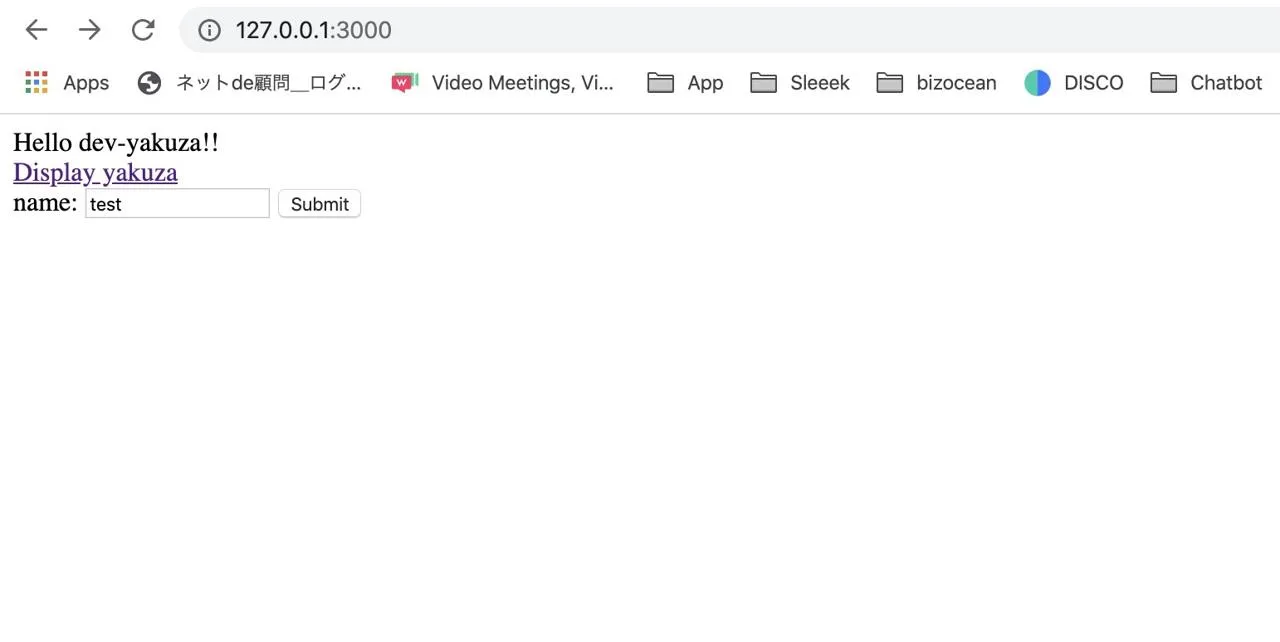 127.0.0.1:3000
Apps ネットde顧問__ログ... Video Meetings, Vi... App Sleeek bizocean DISCO Chatbot
Hello dev-yakuza!!
Display yakuza
name: test Submit